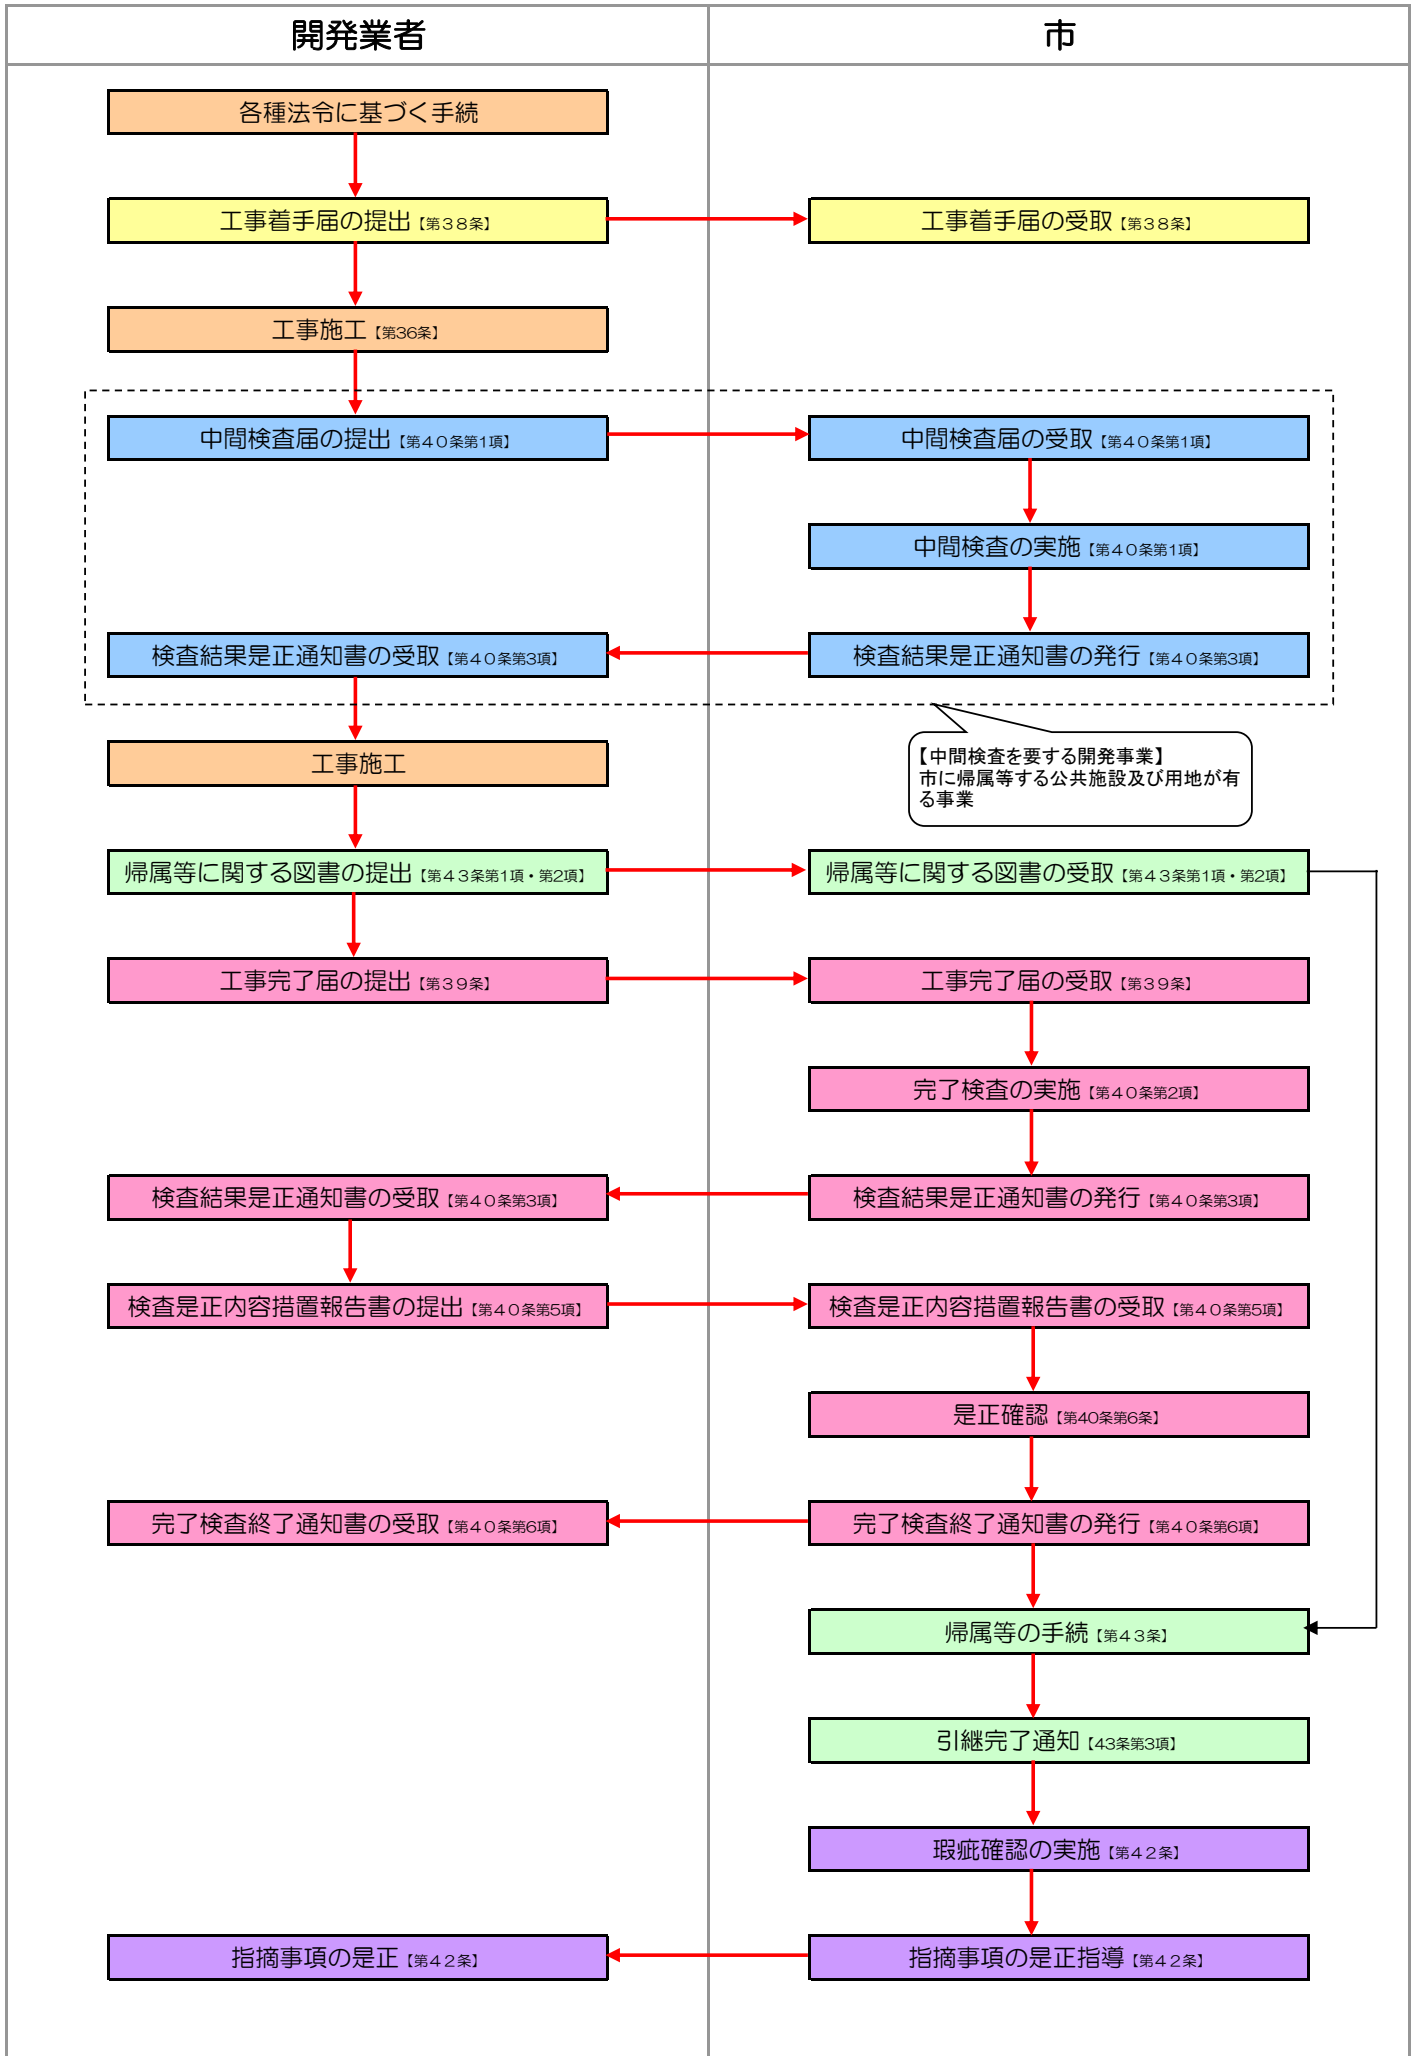 開発業者
市
各種法令に基づく手続
工事着手届の提出【第３８条】
工事着手届の受取【第３８条】
工事施工【第36条】
中間検査届の提出【第４０条第1項】
中間検査届の受取【第４０条第1項】
中間検査の実施【第４０条第1項】
検査結果是正通知書の受取【第４０条第3項】
検査結果是正通知書の発行【第４０条第3項】
工事施工
【中間検査を要する開発事業】
市に帰属等する公共施設及び用地が有
る事業
帰属等に関する図書の提出【第４３条第1項・第2項】
帰属等に関する図書の受取【第４３条第1項・第2項】
工事完了届の提出【第３９条】
工事完了届の受取【第３９条】
完了検査の実施【第４０条第2項】
検査結果是正通知書の受取【第４０条第3項】
検査結果是正通知書の発行【第４０条第3項】
検査是正内容措置報告書の提出【第４０条第5項】
検査是正内容措置報告書の受取【第４０条第5項】
是正確認【第40条第6条】
完了検査終了通知書の受取【第４０条第6項】
完了検査終了通知書の発行【第４０条第6項】
帰属等の手続【第４３条】
引継完了通知【43条第3項】
瑕疵確認の実施【第４２条】
指摘事項の是正【第４２条】
指摘事項の是正指導【第４２条】